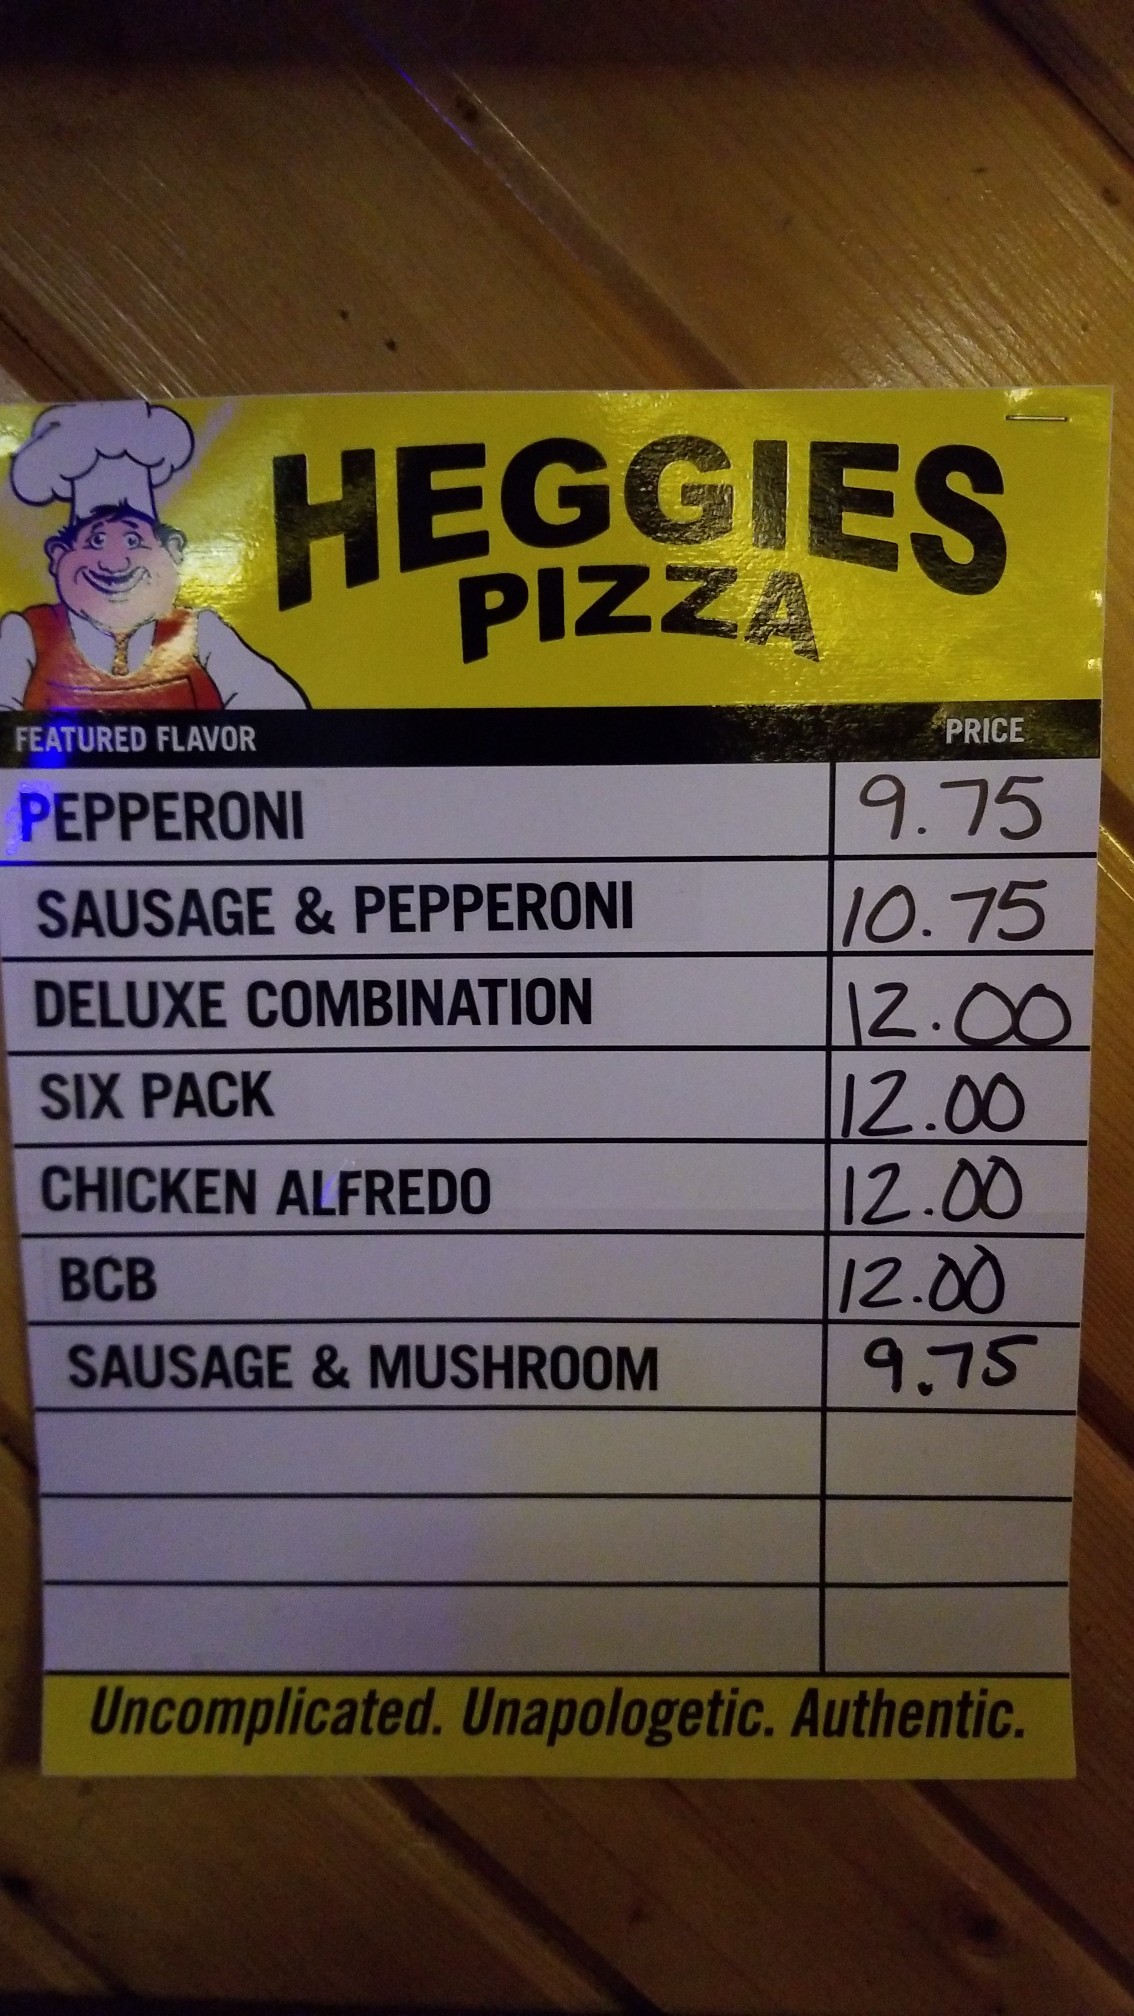 HEGGIES
PIZZA
FEATURED FLAVOR PRICE
PEPPERONI 9.75
SAUSAGE & PEPPERONI 10.75
DELUXE COMBINATION 12.00
SIX PACK 12.00
CHICKEN ALFREDO 12.00
BCB 12.00
SAUSAGE & MUSHROOM 9.75
Uncomplicated. Unapologetic. Authentic.